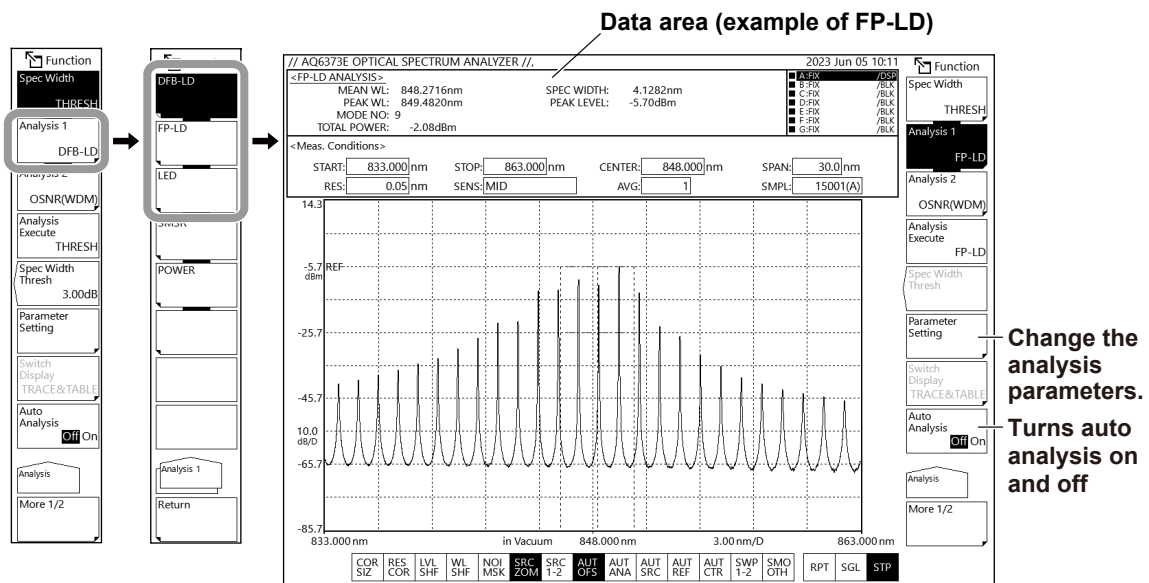 Data area (example of FP-LD)
Function
Spec Width
THRESH
Analysis 1
DFB-LD
Analysis 2
OSNR(WDM)
Analysis
Execute
THRESH
Spec Width
Thresh
3.00dB
Parameter
Setting
Switch
Display
TRACE&TABLE
Auto
Analysis
Off On
Analysis
More 1/2
DFB-LD
FP-LD
LED
SMSR
POWER
Analysis 1
Return
// AQ6373E OPTICAL SPECTRUM ANALYZER //, 2023 Jun 05 10:11
<FP-LD ANALYSIS>
MEAN WL: 848.2716nm SPEC WIDTH: 4.1282nm
PEAK WL: 849.4820nm PEAK LEVEL: -5.70dBm
MODE NO: 9
TOTAL POWER: -2.08dBm
A:FIX /DSP
B:FIX /BLK
C:FIX /BLK
D:FIX /BLK
E:FIX /BLK
F:FIX /BLK
G:FIX /BLK
<Meas. Conditions>
START: 833.000 nm STOP: 863.000 nm CENTER: 848.000 nm SPAN: 30.0 nm
RES: 0.05 nm SENS: MID AVG: 1 SMPL: 15001(A)
14.3
-5.7 REF
dBm
-25.7
-45.7
10.0
dB/D
-65.7
-85.7
833.000 nm in Vacuum 848.000 nm 3.00 nm/D 863.000 nm
COR SIZ RES COR LVL SHF WL SHF NOI MSK SRC ZOM SRC 1-2 AUT OFS AUT ANA AUT SRC AUT REF AUT CTR SWP 1-2 SMO OTH RPT SGL STP
Function
Spec Width
THRESH
Analysis 1
FP-LD
Analysis 2
OSNR(WDM)
Analysis
Execute
FP-LD
Spec Width
Thresh
Parameter
Setting
Switch
Display
TRACE&TABLE
Auto
Analysis
Off On
Analysis
More 1/2
Change the
analysis
parameters.
Turns auto
analysis on
and off